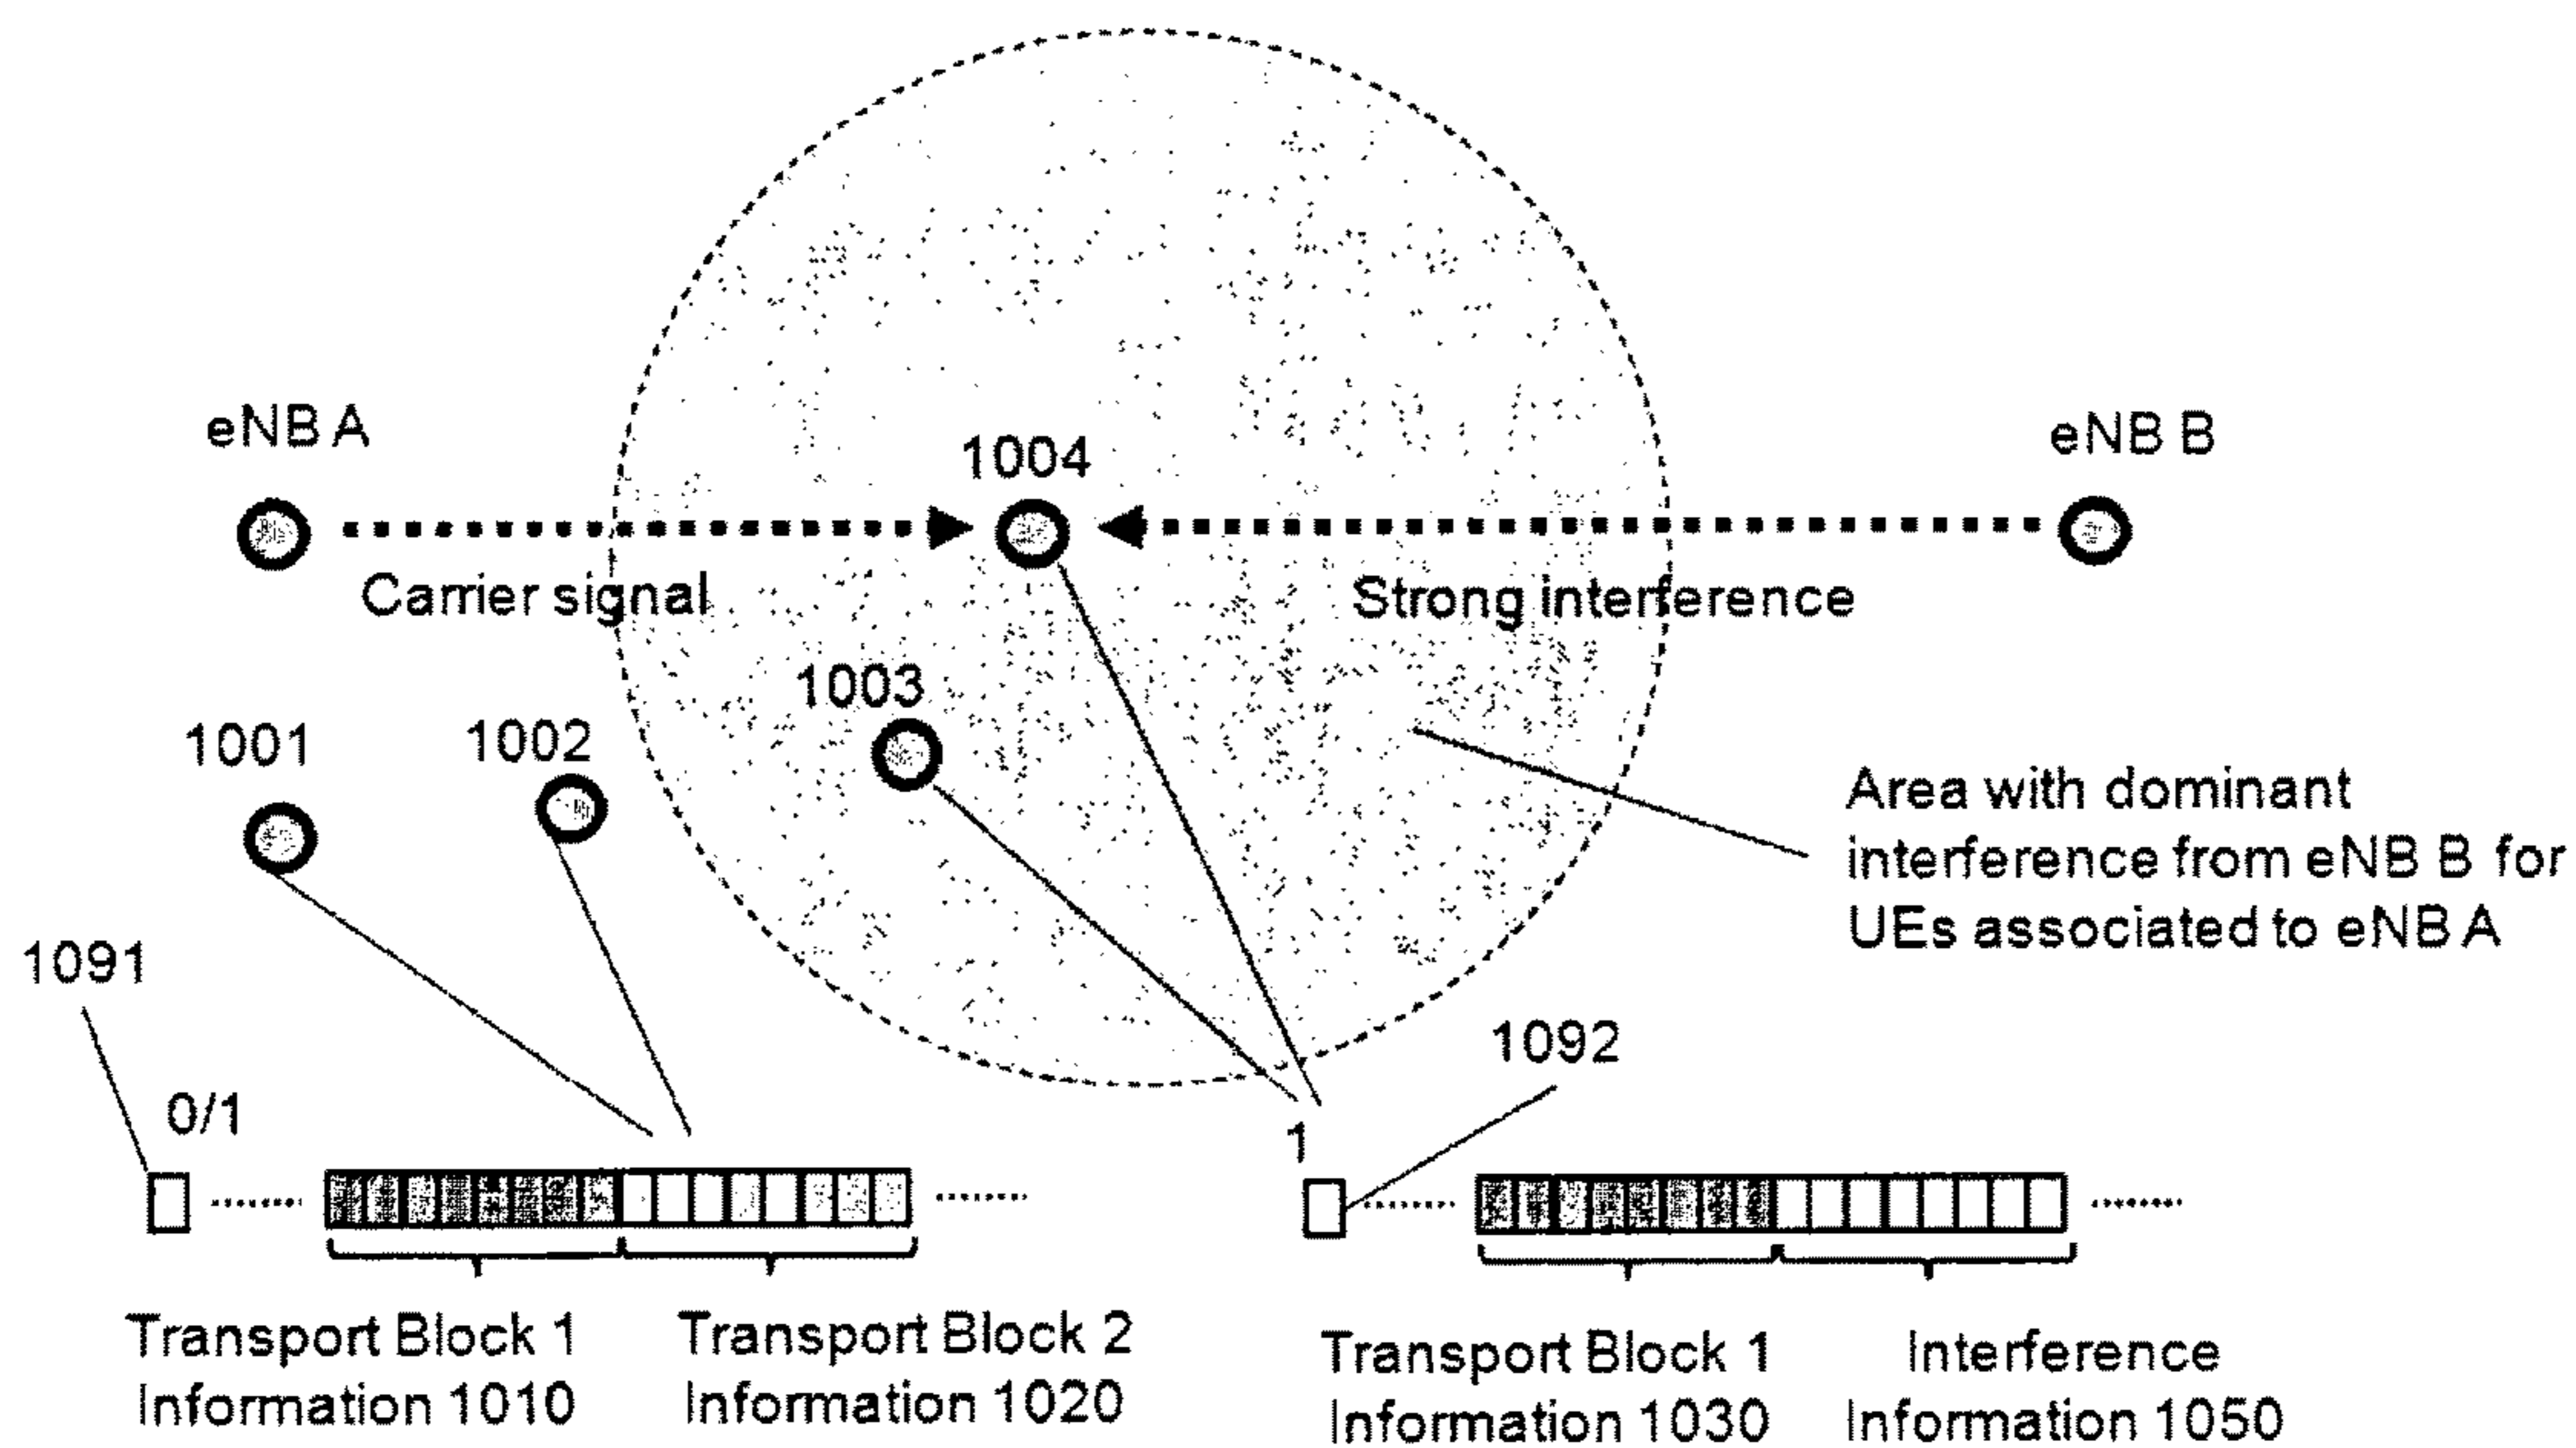 eNB A
eNB B
1004
Carrier signal
Strong interference
1003
1001
1002
Area with dominant
interference from eNB B for
UEs associated to eNB A
1091
1092
0/1
1
Transport Block 1
Information 1010
Transport Block 2
Information 1020
Transport Block 1
Information 1030
Interference
Information 1050